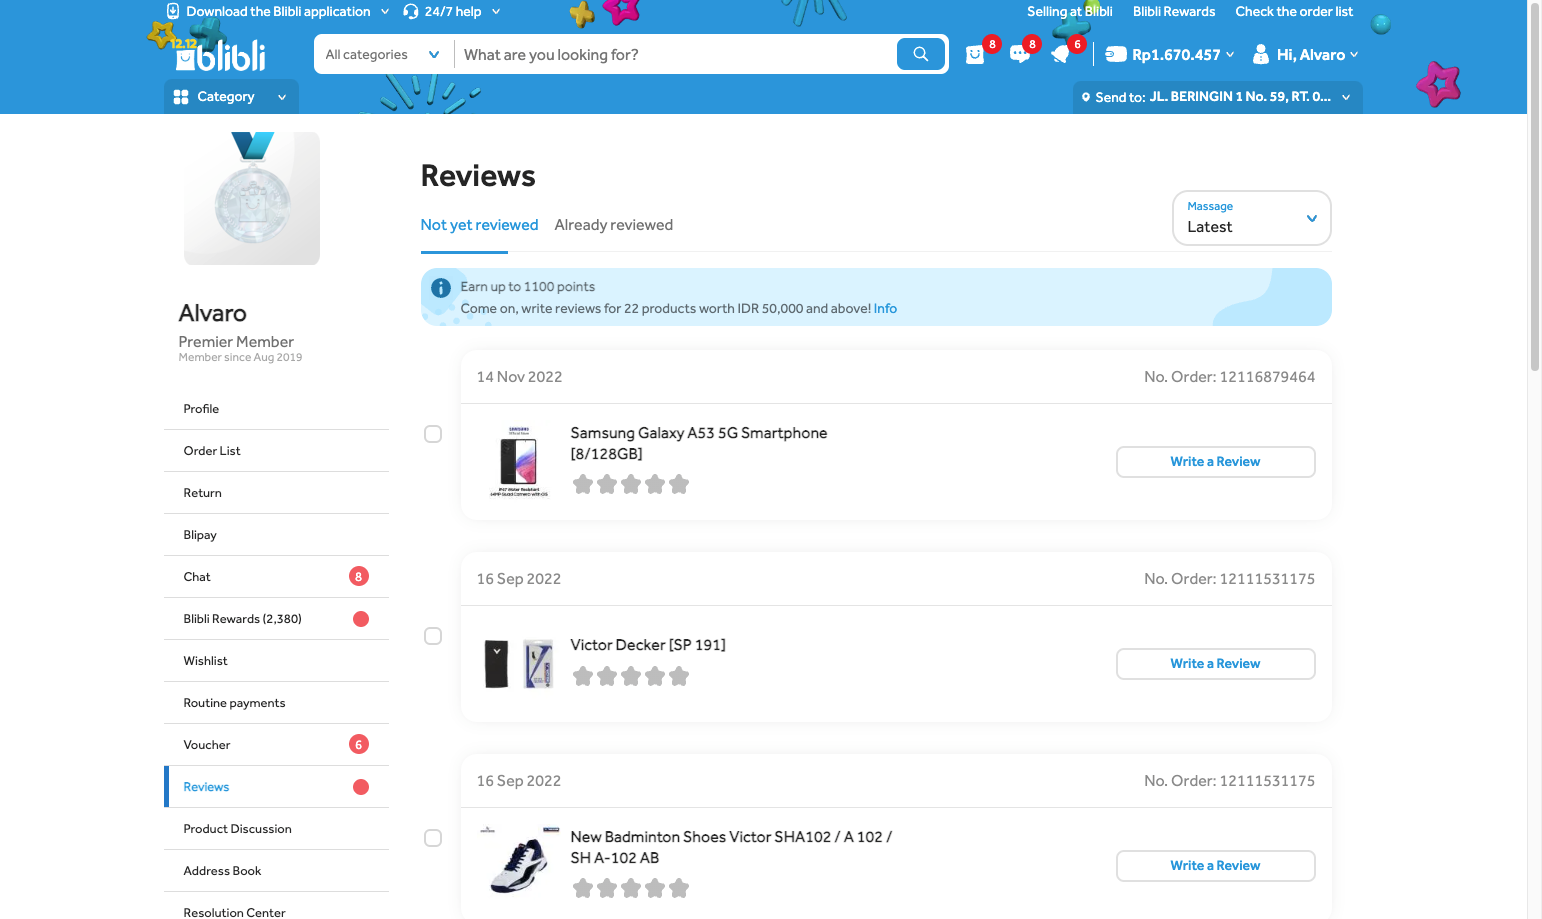 Download the Blibli application
24/7 help
Selling at Blibli
Blibli Rewards
Check the order list
12.12
blibli
All categories
What are you looking for?
8
8
6
Rp1.670.457
Hi, Alvaro
Category
Send to: JL. BERINGIN 1 No. 59, RT. 0...
Alvaro
Premier Member
Member since Aug 2019
Profile
Order List
Return
Blipay
Chat
8
Blibli Rewards (2,380)
Wishlist
Routine payments
Voucher
6
Reviews
Product Discussion
Address Book
Resolution Center
Reviews
Not yet reviewed
Already reviewed
Massage
Latest
Earn up to 1100 points
Come on, write reviews for 22 products worth IDR 50,000 and above! Info
14 Nov 2022
No. Order: 12116879464
SAMSUNG
Samsung Galaxy A53 5G Smartphone
[8/128GB]
Write a Review
16 Sep 2022
No. Order: 12111531175
Victor Decker [SP 191]
Write a Review
16 Sep 2022
No. Order: 12111531175
New Badminton Shoes Victor SHA102 / A 102 /
SH A-102 AB
Write a Review